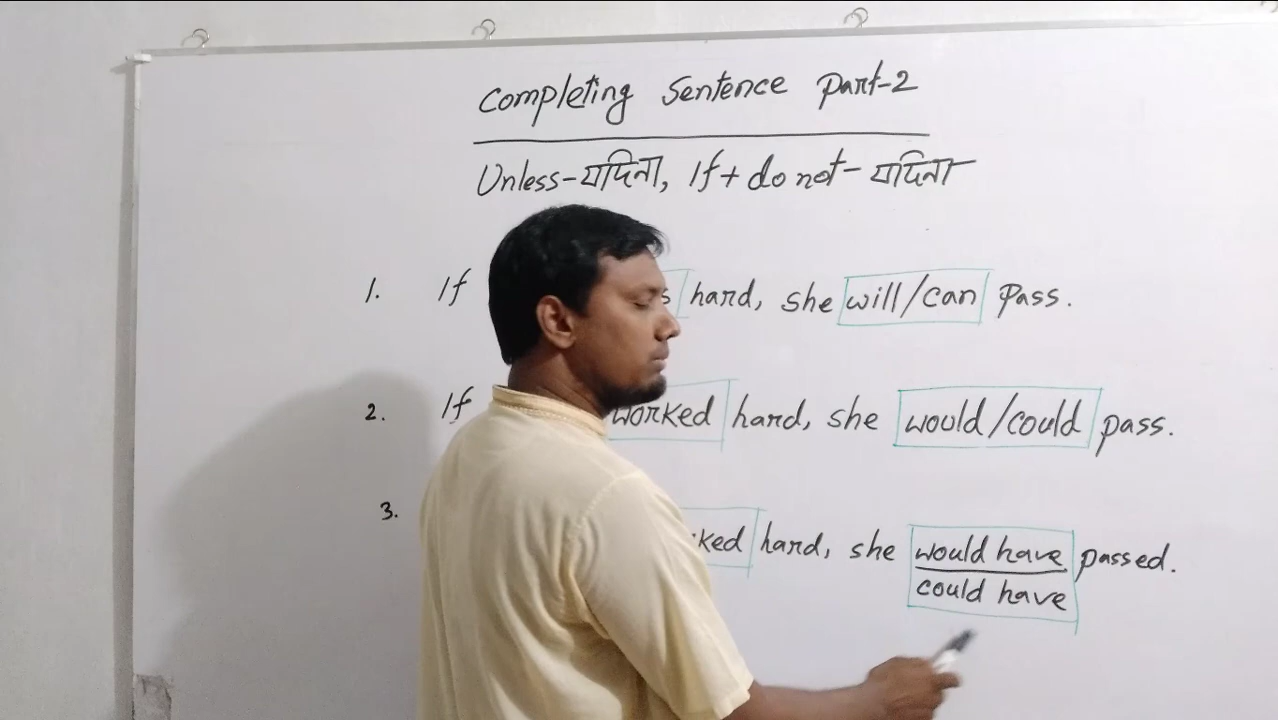 Completing Sentence Part-2
Unless-যদিনা, If + do not - যদিনা
1. If hard, she will/can pass.
2. If worked hard, she would/could pass.
3. hard, she would have passed.
could have